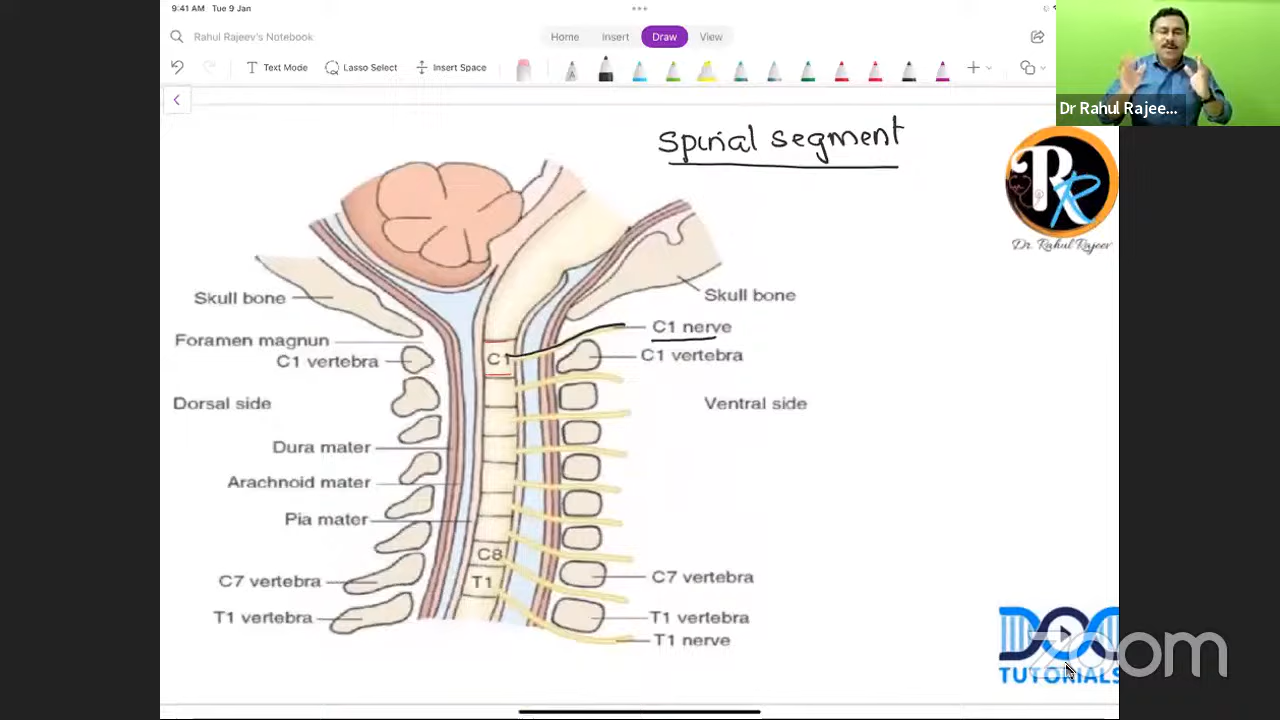 9:41 AM Tue 9 Jan
Rahul Rajeev's Notebook
Home Insert Draw View
Text Mode
Lasso Select
Insert Space
Dr Rahul Rajee...
Spinal segment
R
R
Dr. Rahul Rajeev
Skull bone
Skull bone
C1 nerve
Foramen magnun
C1 vertebra
C1
C1 vertebra
Dorsal side
Ventral side
Dura mater
Arachnoid mater
Pia mater
C8
C7 vertebra
T1
C7 vertebra
T1 vertebra
T1 vertebra
T1 nerve
zoom
TUTORIALS